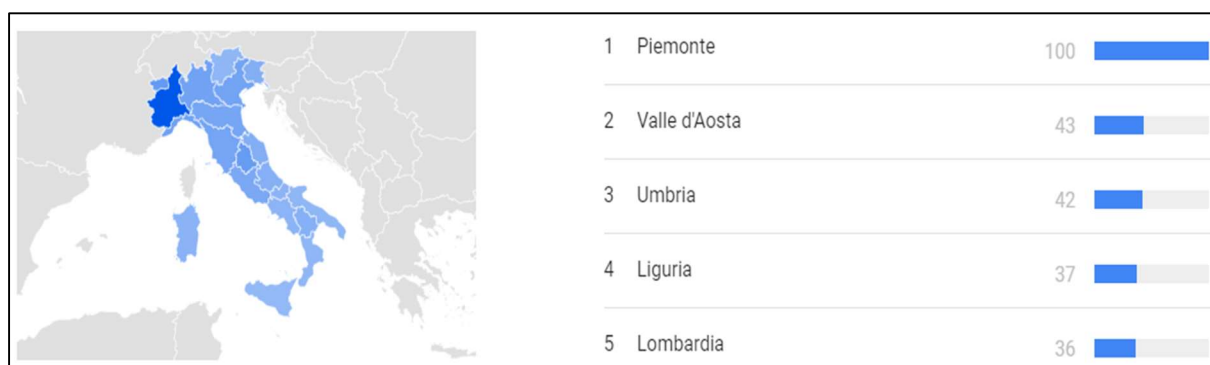 1 Piemonte 100
2 Valle d'Aosta 43
3 Umbria 42
4 Liguria 37
5 Lombardia 36